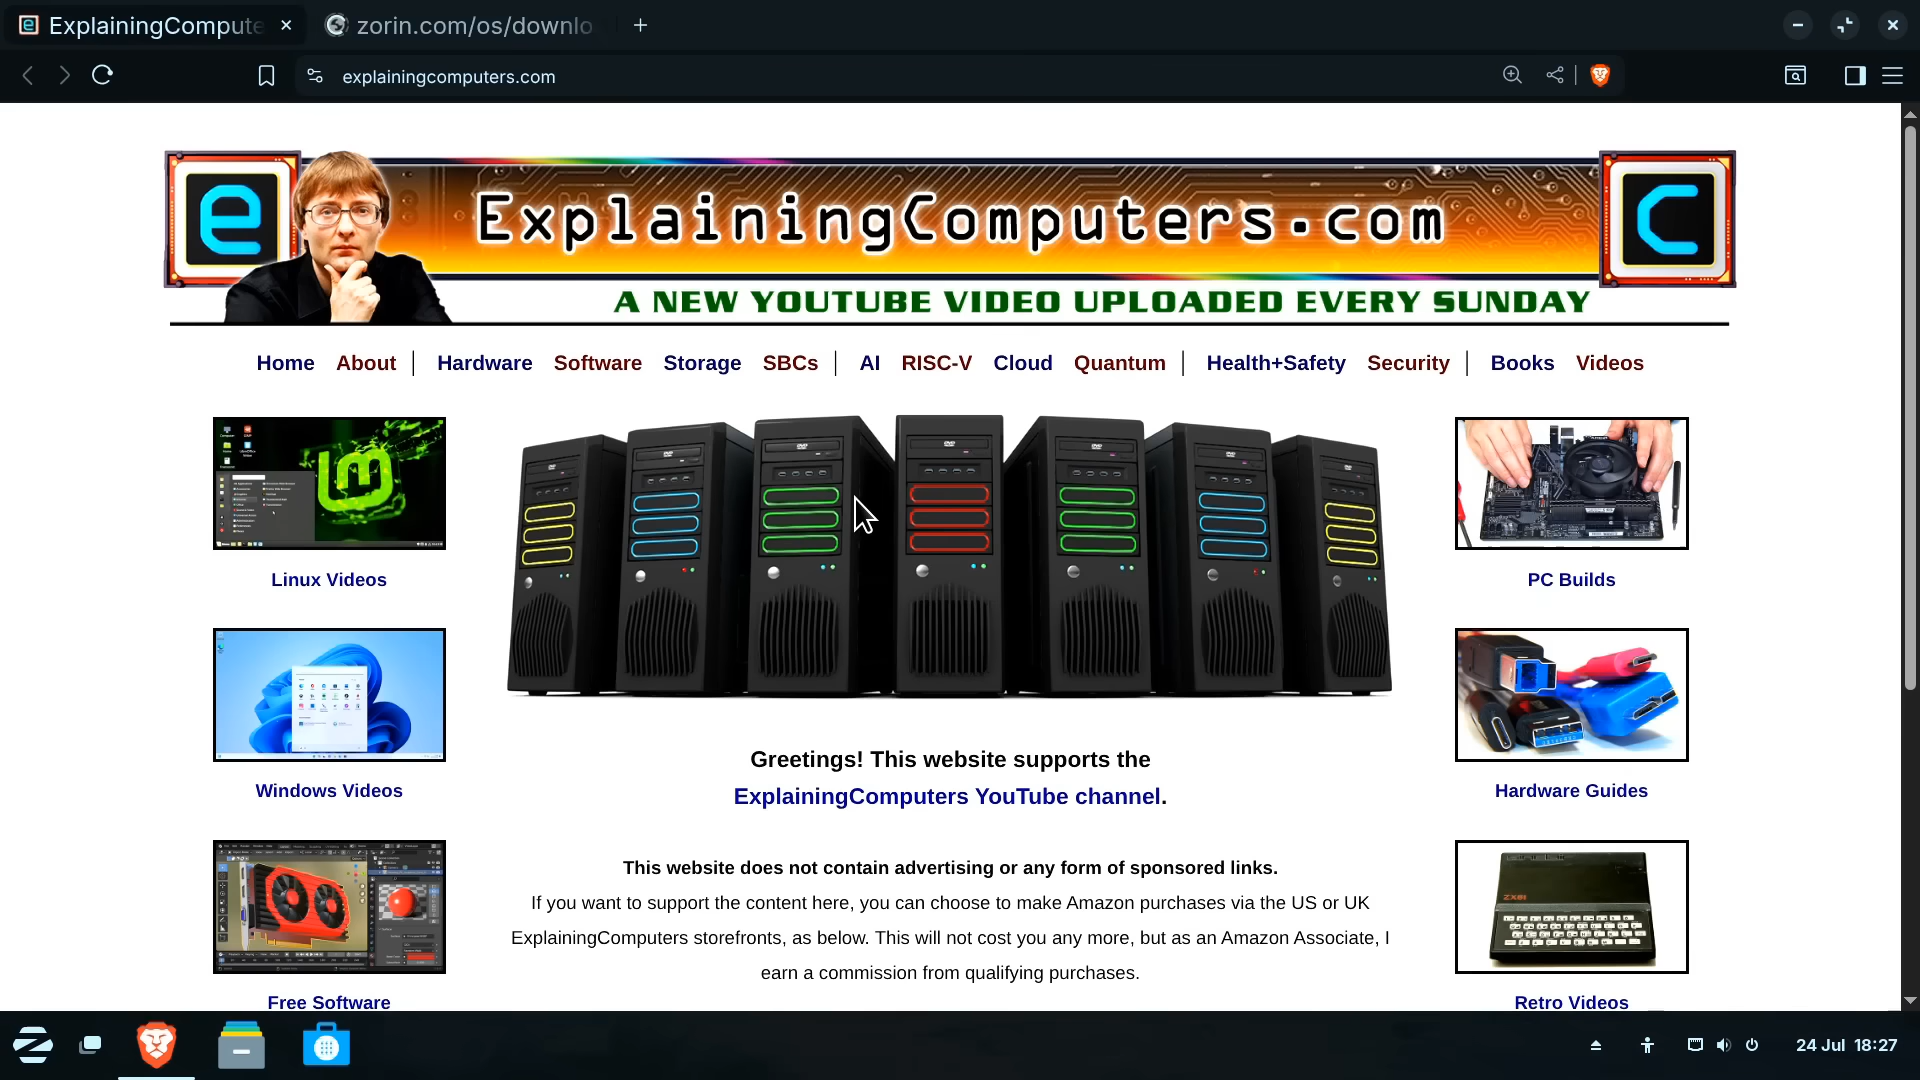 ExplainingCompute
zorin.com/os/downlo
explainingcomputers.com
e
ExplainingComputers.com
C
A NEW YOUTUBE VIDEO UPLOADED EVERY SUNDAY
Home About | Hardware Software Storage SBCs | AI RISC-V Cloud Quantum | Health+Safety Security | Books Videos
Linux Videos
PC Builds
Windows Videos
Hardware Guides
Greetings! This website supports the
ExplainingComputers YouTube channel.
This website does not contain advertising or any form of sponsored links.
If you want to support the content here, you can choose to make Amazon purchases via the US or UK
ExplainingComputers storefronts, as below. This will not cost you any more, but as an Amazon Associate, I
earn a commission from qualifying purchases.
Free Software
Retro Videos
24 Jul 18:27